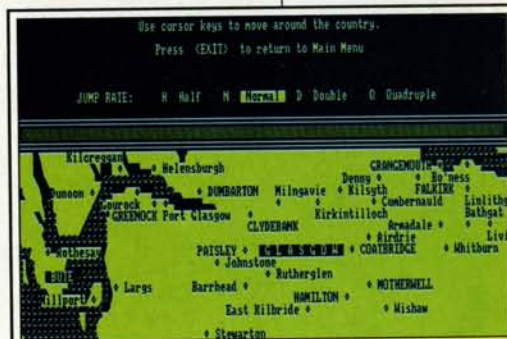 Use cursor keys to move around the country.
Press (EXIT) to return to Main Menu
JUMP RATE: H Half N Normal D Double Q Quadruple
Kilcreggan Helensburgh GRANGEMOUTH
Denny Bo'ness
Dunoon DUMBARTON Milngavie Kilsyth FALKIRK Linlithg
Gourock Cumbernauld Bathgat
GREENOCK Port Glasgow Kirkintilloch
CLYDEBANK Armadale Livi
Airdrie
Rothesay PAISLEY GLASGOW COATBRIDGE Whitburn
Johnstone
BUTE Rutherglen
Millport Largs Barrhead MOTHERWELL
HAMILTON
East Kilbride Wishaw
Stewarton